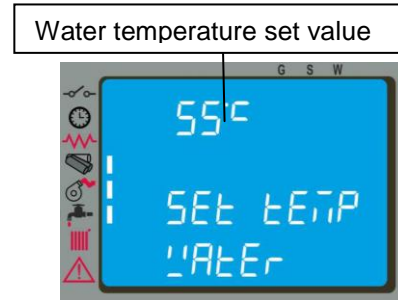 Water temperature set value
G S W
55°C
SET TEMP
WATER